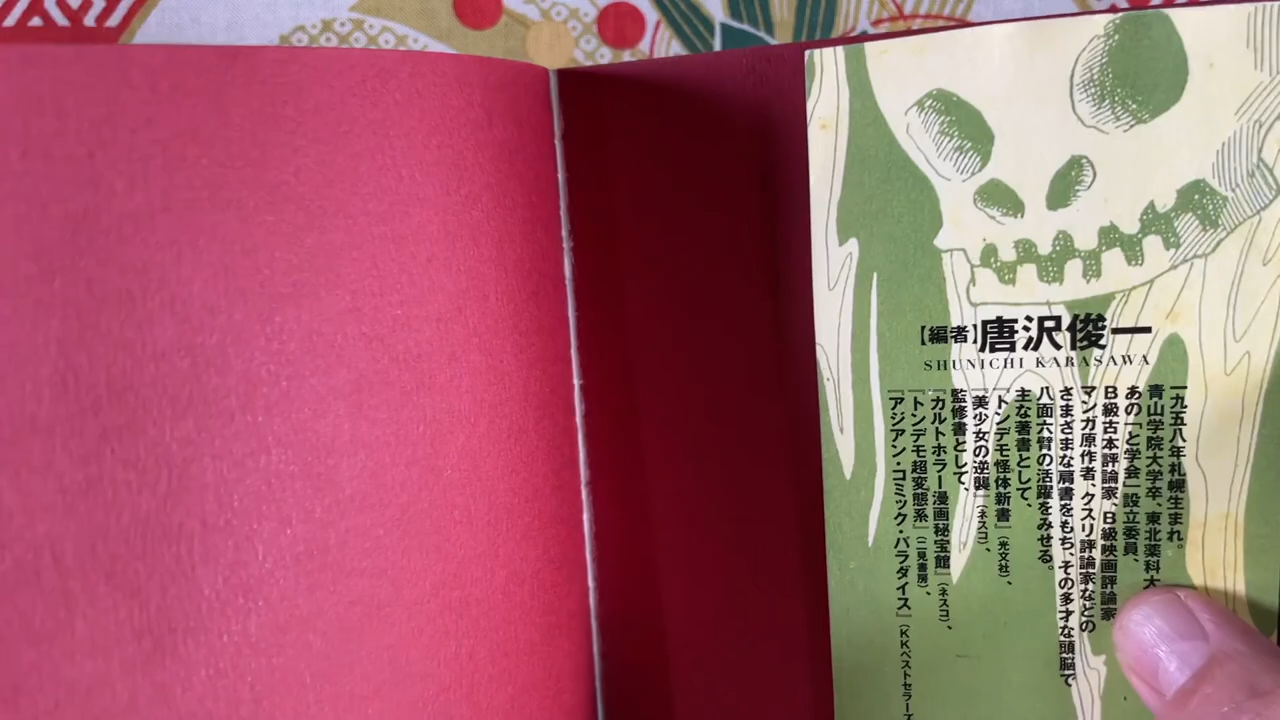 【編者】唐沢俊一
SHUNICHI KARASAWA
一九五八年札幌生まれ。
青山学院大学卒、東北薬科大
あの「と学会」設立委員、
B級古本評論家、B級映画評論家
マンガ原作者、クスリ評論家などの
さまざまな肩書をもち、その多才な頭脳で
八面六臂の活躍をみせる。
主な著書として、
『トンデモ怪体新書』(光文社)、
『美少女の逆襲』(ネスコ)、
監修書として、
『カルトホラー漫画秘宝館』(ネスコ)、
『トンデモ超変態系』(二見書房)、
『アジアン・コミック・パラダイス』(KKベストセラーズ